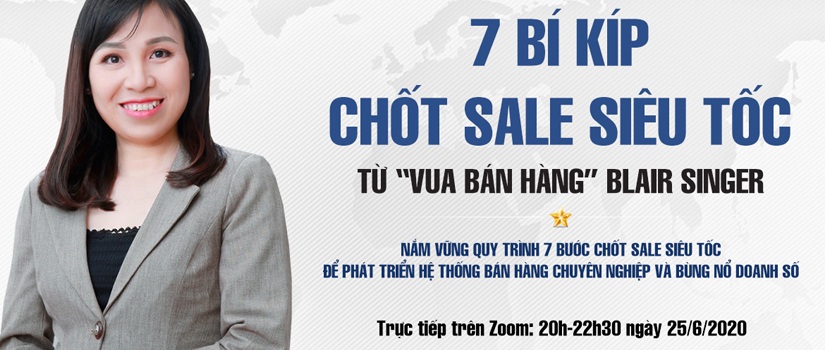 7 BÍ KÍP
CHỐT SALE SIÊU TỐC
TỪ “VUA BÁN HÀNG” BLAIR SINGER
NẮM VỮNG QUY TRÌNH 7 BƯỚC CHỐT SALE SIÊU TỐC
ĐỂ PHÁT TRIỂN HỆ THỐNG BÁN HÀNG CHUYÊN NGHIỆP VÀ BÙNG NỔ DOANH SỐ
Trực tiếp trên Zoom: 20h-22h30 ngày 25/6/2020